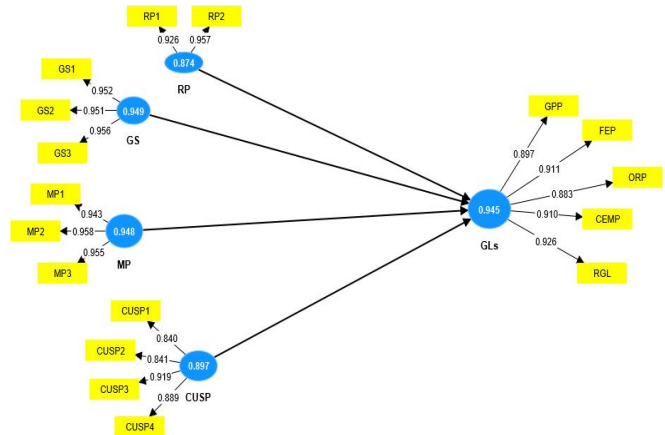 RP1
RP2
0.926
0.957
0.874
RP
GS1
0.952
GS2
0.951
0.949
0.956
GS3
GS
MP1
0.943
MP2
0.958
0.948
0.955
MP3
MP
CUSP1
0.840
CUSP2
0.841
0.897
0.919
CUSP3
0.889
CUSP
CUSP4
GPP
FEP
0.897
0.911
ORP
0.883
0.945
0.910
CEMP
GLs
0.926
RGL